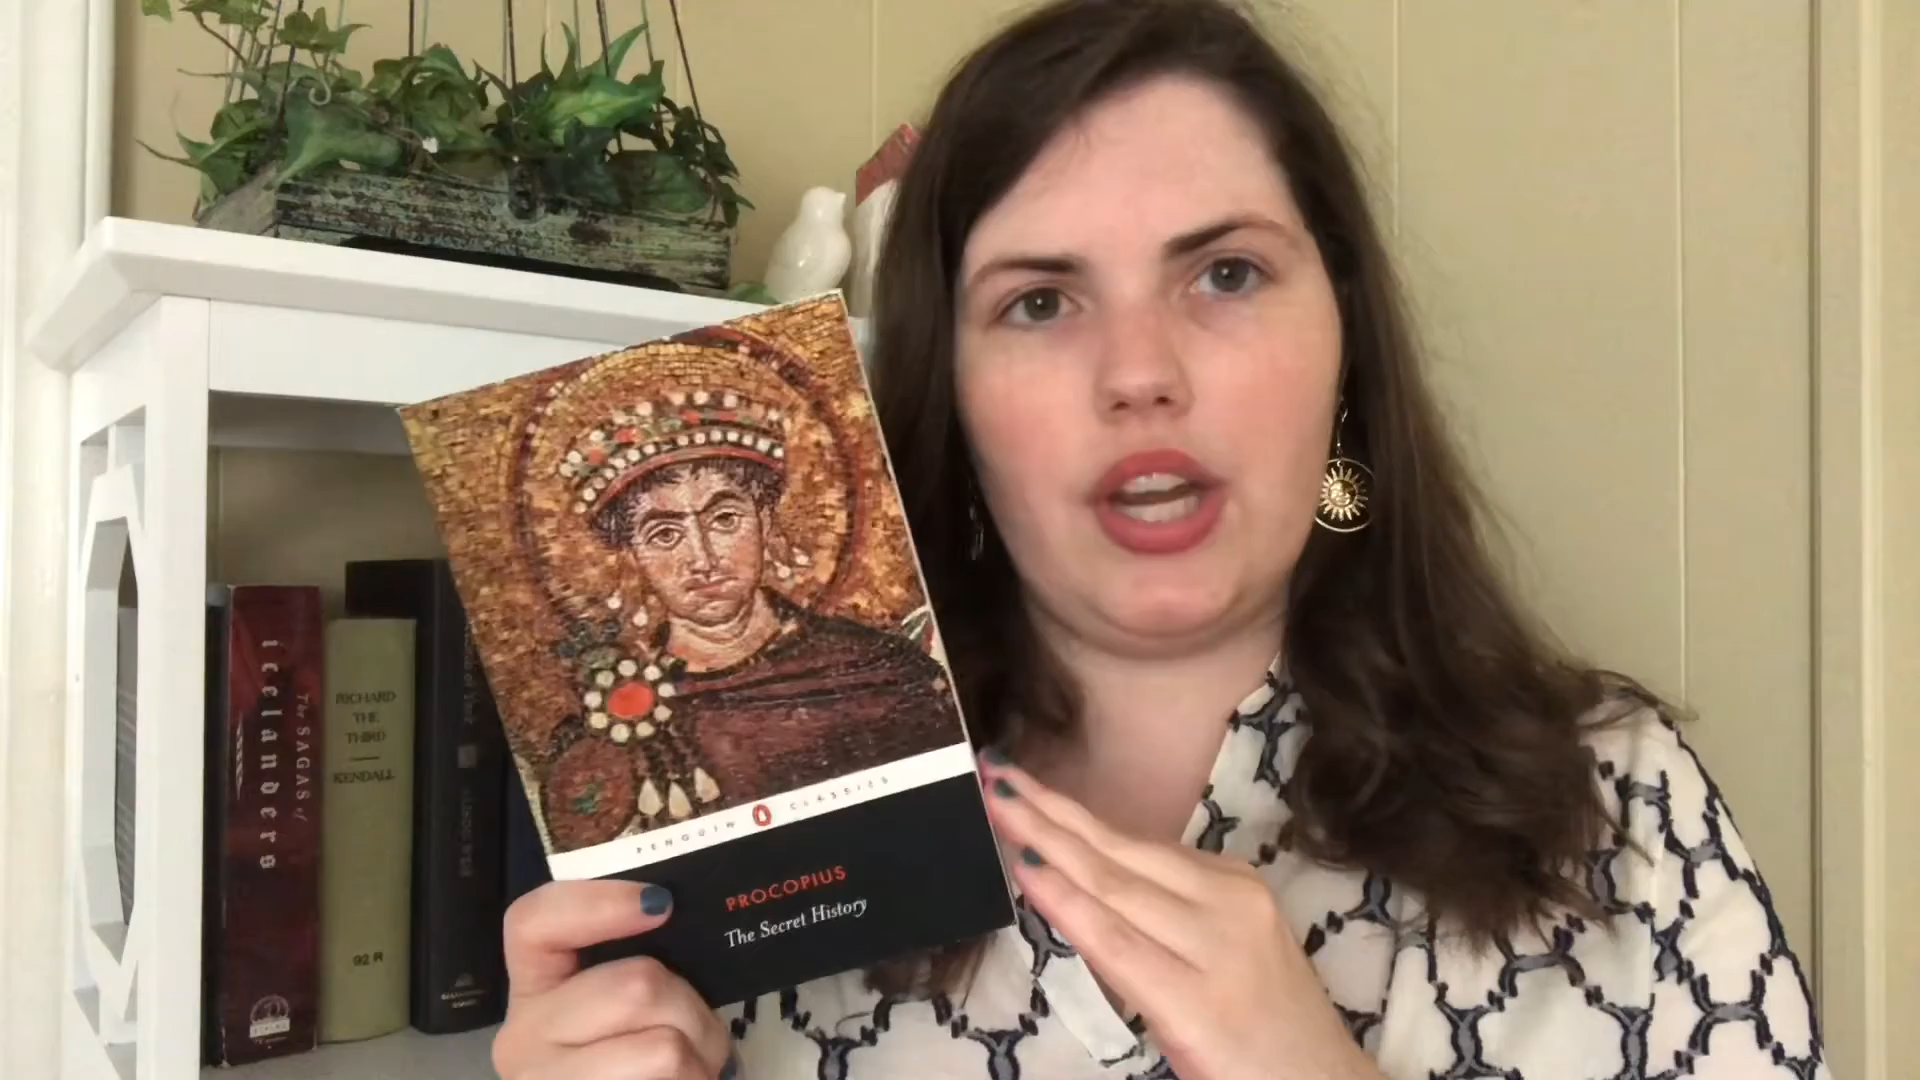 The SAGAS of
icelanders
RICHARD
THE
THIRD
KENDALL
92 R
PENGUIN CLASSICS
PROCOPIUS
The Secret History